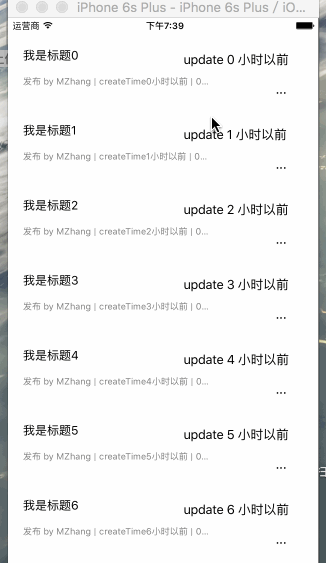 iPhone 6s Plus - iPhone 6s Plus / iO...
运营商 下午7:39
我是标题0 update 0 小时以前
发布 by MZhang | createTime0小时以前 | 0...
...
我是标题1 update 1 小时以前
发布 by MZhang | createTime1小时以前 | 0...
...
我是标题2 update 2 小时以前
发布 by MZhang | createTime2小时以前 | 0...
...
我是标题3 update 3 小时以前
发布 by MZhang | createTime3小时以前 | 0...
...
我是标题4 update 4 小时以前
发布 by MZhang | createTime4小时以前 | 0...
...
我是标题5 update 5 小时以前
发布 by MZhang | createTime5小时以前 | 0...
...
我是标题6 update 6 小时以前
发布 by MZhang | createTime6小时以前 | 0...
...